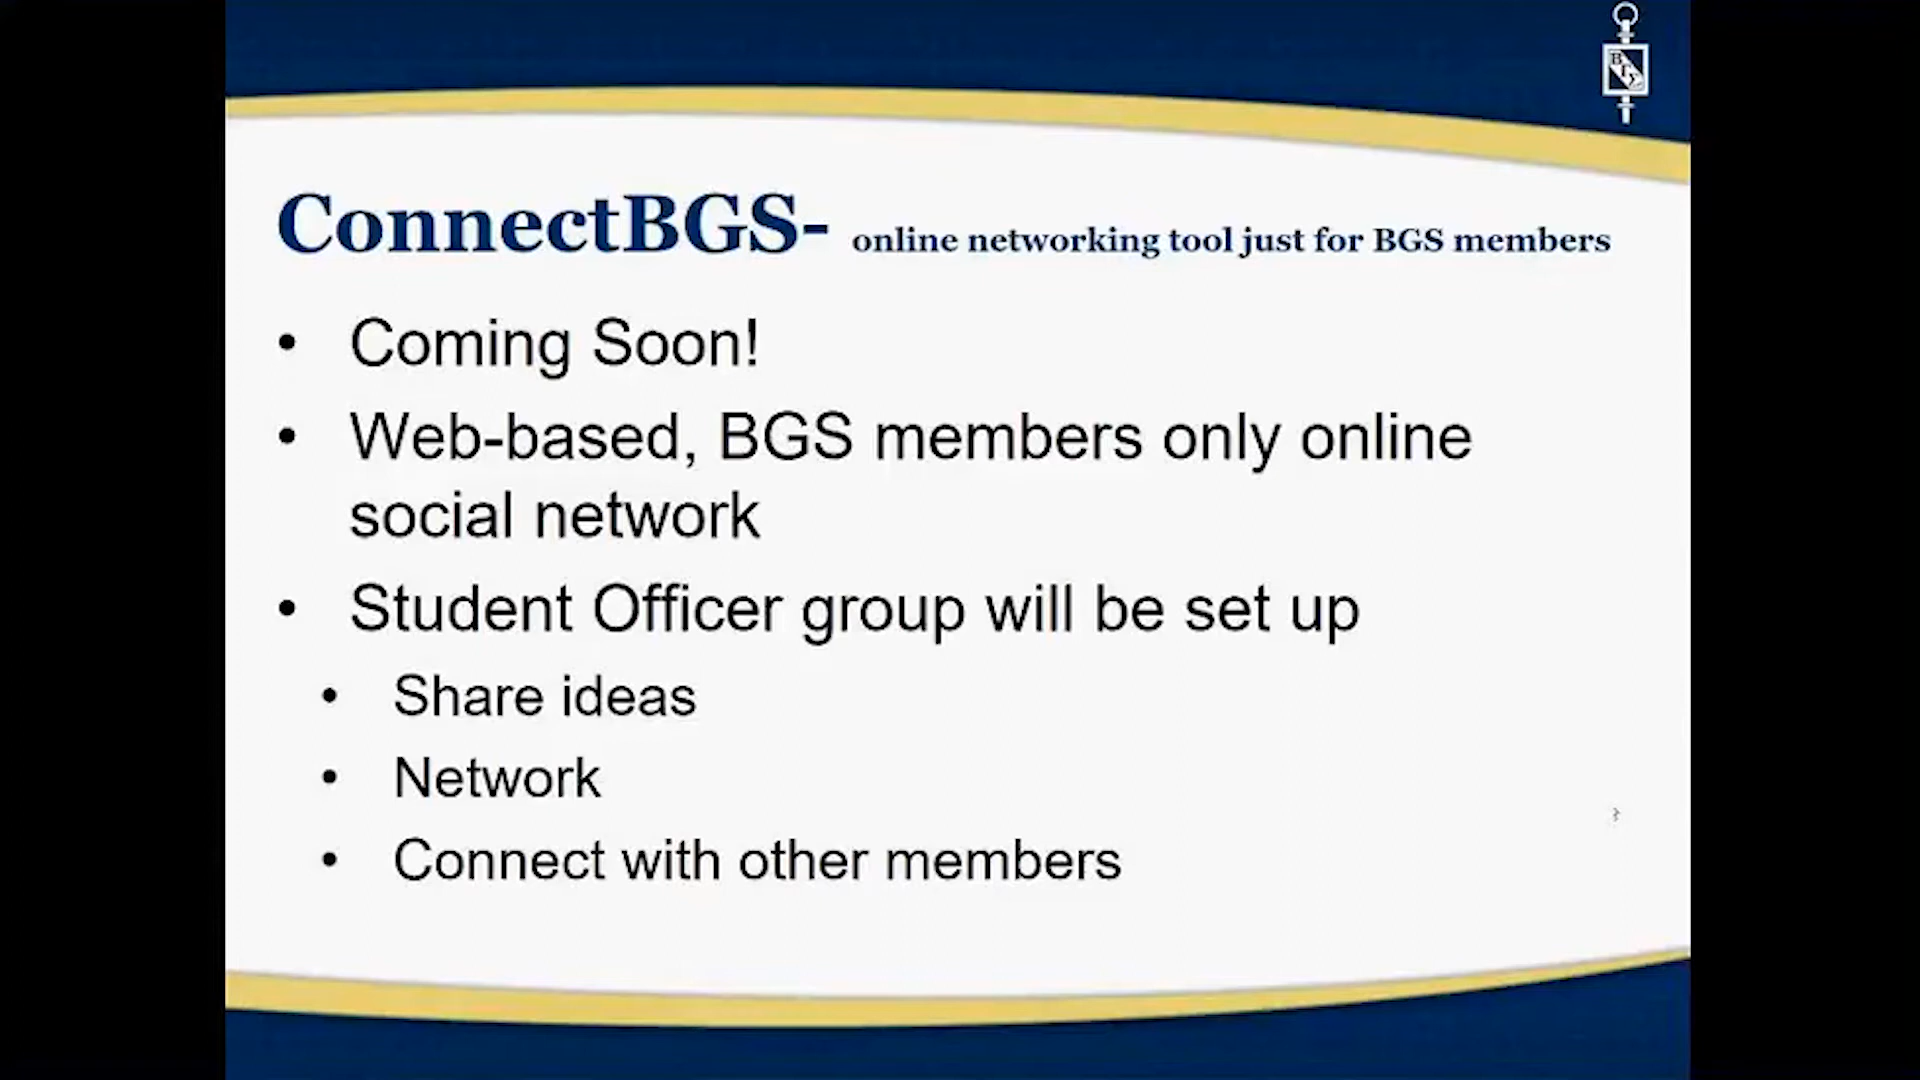 ΒΓΣ
ConnectBGS- online networking tool just for BGS members
• Coming Soon!
• Web-based, BGS members only online
social network
• Student Officer group will be set up
• Share ideas
• Network
• Connect with other members